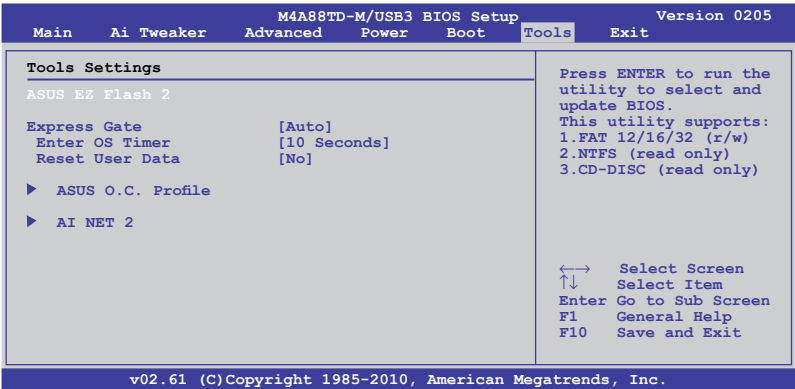 M4A88TD-M/USB3 BIOS Setup Version 0205
Main Ai Tweaker Advanced Power Boot Tools Exit
Tools Settings
ASUS EZ Flash 2
Express Gate [Auto]
Enter OS Timer [10 Seconds]
Reset User Data [No]
▶ ASUS O.C. Profile
▶ AI NET 2
Press ENTER to run the
utility to select and
update BIOS.
This utility supports:
1.FAT 12/16/32 (r/w)
2.NTFS (read only)
3.CD-DISC (read only)
←→ Select Screen
↑↓ Select Item
Enter Go to Sub Screen
F1 General Help
F10 Save and Exit
v02.61 (C)Copyright 1985-2010, American Megatrends, Inc.